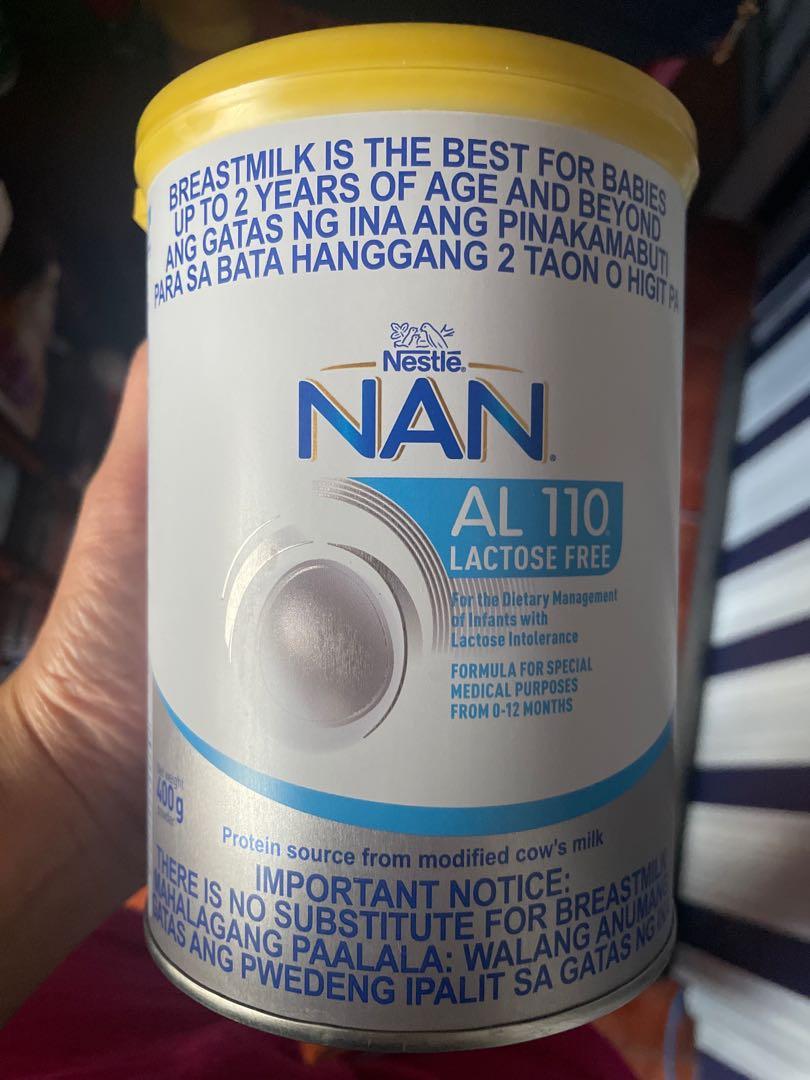 BREASTMILK IS THE BEST FOR BABIES
UP TO 2 YEARS OF AGE AND BEYOND
ANG GATAS NG INA ANG PINAKAMABUTI
PARA SA BATA HANGGANG 2 TAON O HIGIT PA
Nestlé
NAN
AL 110
LACTOSE FREE
For the Dietary Management
of Infants with
Lactose Intolerance
FORMULA FOR SPECIAL
MEDICAL PURPOSES
FROM 0-12 MONTHS
net weight
400g
Protein source from modified cow's milk
IMPORTANT NOTICE:
THERE IS NO SUBSTITUTE FOR BREASTMILK
MAHALAGANG PAALALA: WALANG ANUMANG
GATAS ANG PWEDENG IPALIT SA GATAS NG